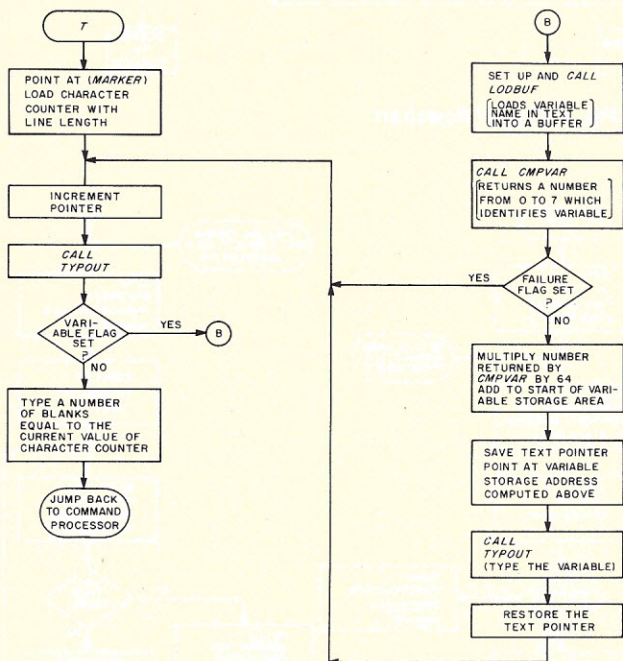 T
POINT AT (MARKER)
LOAD CHARACTER
COUNTER WITH
LINE LENGTH
INCREMENT
POINTER
CALL
TYPOUT
VARI-
ABLE FLAG
SET
?
YES
B
NO
TYPE A NUMBER
OF BLANKS
EQUAL TO THE
CURRENT VALUE OF
CHARACTER COUNTER
JUMP BACK
TO COMMAND
PROCESSOR
B
SET UP AND CALL
LODBUF
[LOADS VARIABLE
NAME IN TEXT
INTO A BUFFER]
CALL CMPVAR
[RETURNS A NUMBER
FROM 0 TO 7 WHICH
IDENTIFIES VARIABLE]
FAILURE
FLAG SET
?
YES
NO
MULTIPLY NUMBER
RETURNED BY
CMPVAR BY 64
ADD TO START OF VARI-
ABLE STORAGE AREA
SAVE TEXT POINTER
POINT AT VARIABLE
STORAGE ADDRESS
COMPUTED ABOVE
CALL
TYPOUT
(TYPE THE VARIABLE)
RESTORE THE
TEXT POINTER